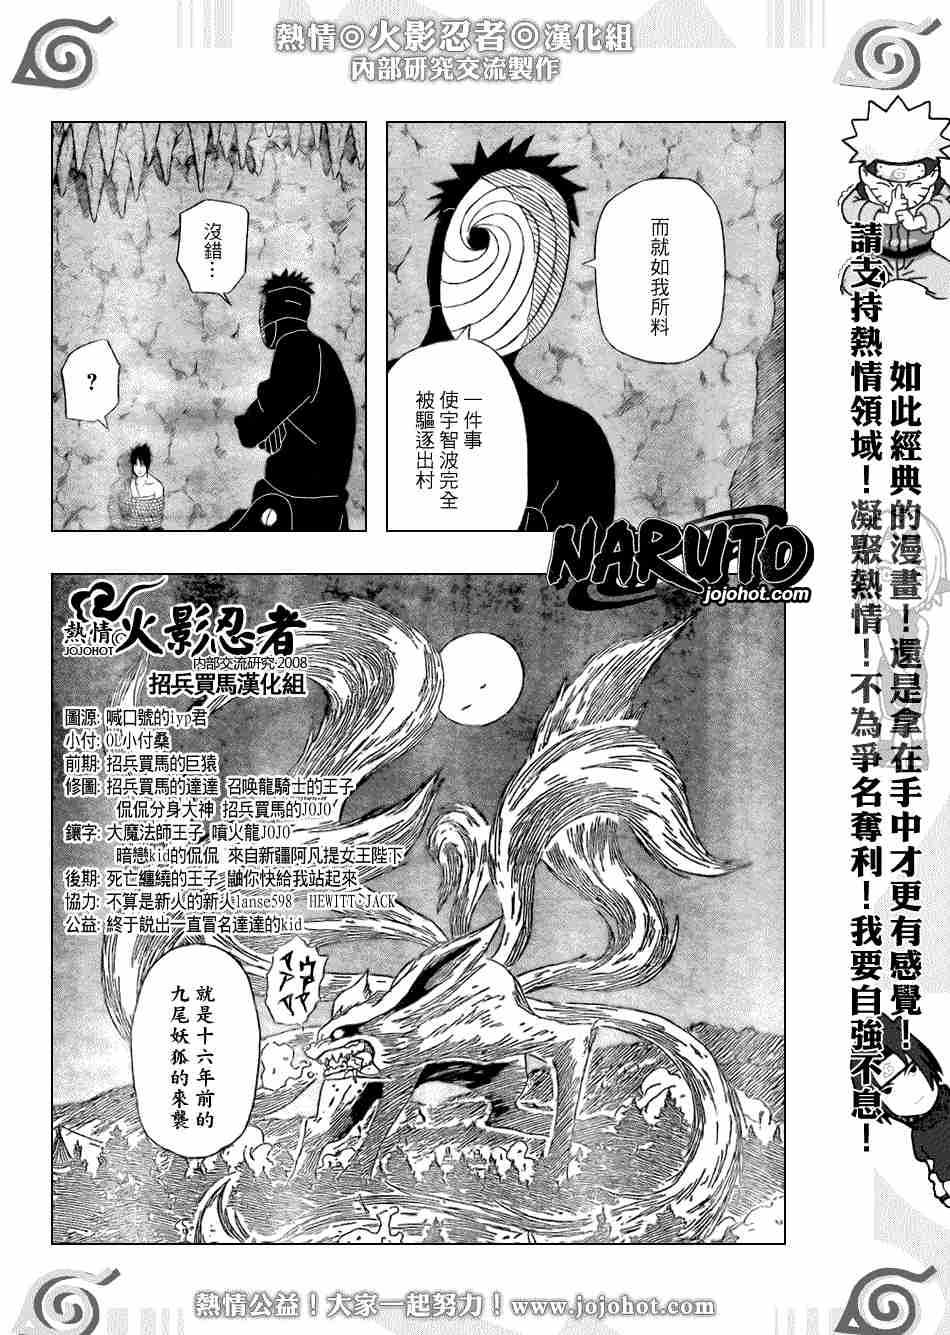 熱情◎火影忍者◎漢化組
內部研究交流製作
而就如我所料
一件事
使宇智波完全
被驅逐出村
沒錯…
?
NARUTO
jojohot.com
熱情◎火影忍者
JOJOHOT
内部交流研究·2008
招兵買馬漢化組
圖源: 喊口號的iyp君
小付: OL小付桑
前期: 招兵買馬的巨猿
修圖: 招兵買馬的達達 召唤龍騎士的王子
侃侃分身大神 招兵買馬的JOJO
鑲字: 大魔法師王子 噴火龍JOJO
暗戀kid的侃侃 來自新疆阿凡提女王陛下
後期: 死亡纏繞的王子 鼬你快給我站起來
協力: 不算是新人的新人lanse598 HEWITT·JACK
公益: 終于説出一直冒名達達的kid
就是十六年前的
九尾妖狐的來襲
如此經典的漫畫！還是拿在手中才更有感覺！
請支持熱情領域！凝聚熱情！不為爭名奪利！我要自強不息！
熱情公益！大家一起努力！www.jojohot.com